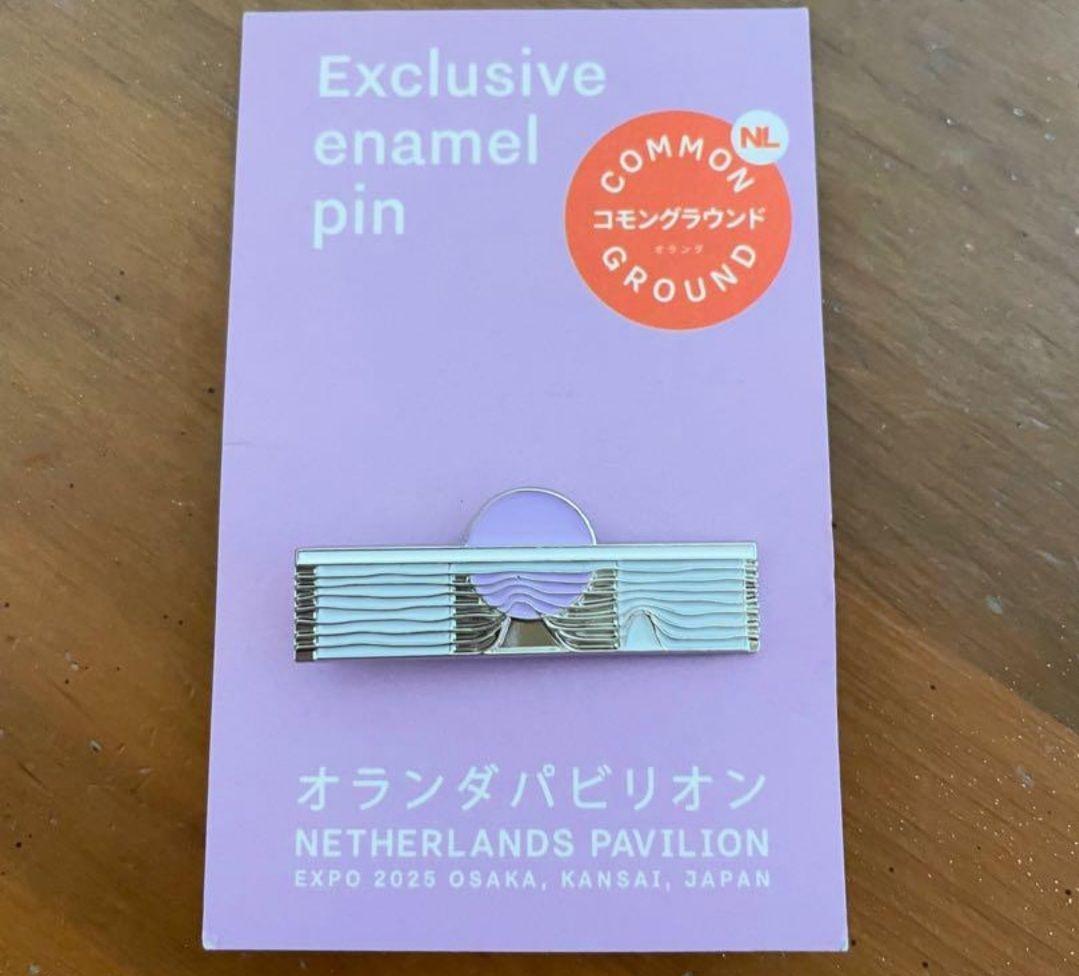 Exclusive
enamel
pin
NL
COMMON
コモングラウンド
オランダ
GROUND
オランダパビリオン
NETHERLANDS PAVILION
EXPO 2025 OSAKA, KANSAI, JAPAN